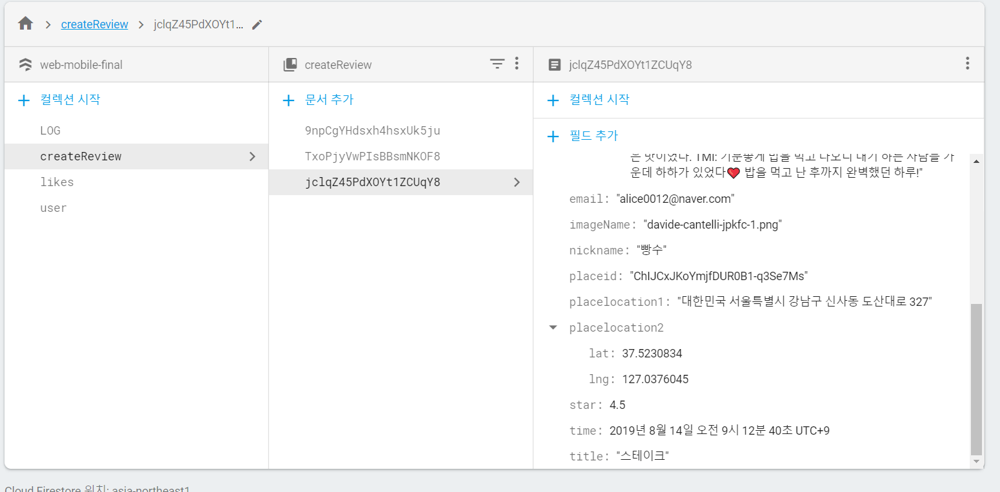 createReview
jclqZ45PdXOYt1...
web-mobile-final
createReview
jclqZ45PdXOYt1ZCUqY8
컬렉션 시작
문서 추가
컬렉션 시작
LOG
createReview
likes
user
9npCgYHdsxh4hsxUk5ju
TxoPjyVwPIsBBsmNKOF8
jclqZ45PdXOYt1ZCUqY8
필드 추가
은 맛이었다. TMI: 기분좋게 밥을 먹고 나오니 대기 하는 사람들 가
운데 하하가 있었다❤️ 밥을 먹고 난 후까지 완벽했던 하루!"
email: "alice0012@naver.com"
imageName: "davide-cantelli-jpkfc-1.png"
nickname: "빵수"
placeid: "ChIJCxJKoYmjfDUR0B1-q3Se7Ms"
placelocation1: "대한민국 서울특별시 강남구 신사동 도산대로 327"
placelocation2
lat: 37.5230834
lng: 127.0376045
star: 4.5
time: 2019년 8월 14일 오전 9시 12분 40초 UTC+9
title: "스테이크"
Cloud Firestore 위치: asia-northeast1